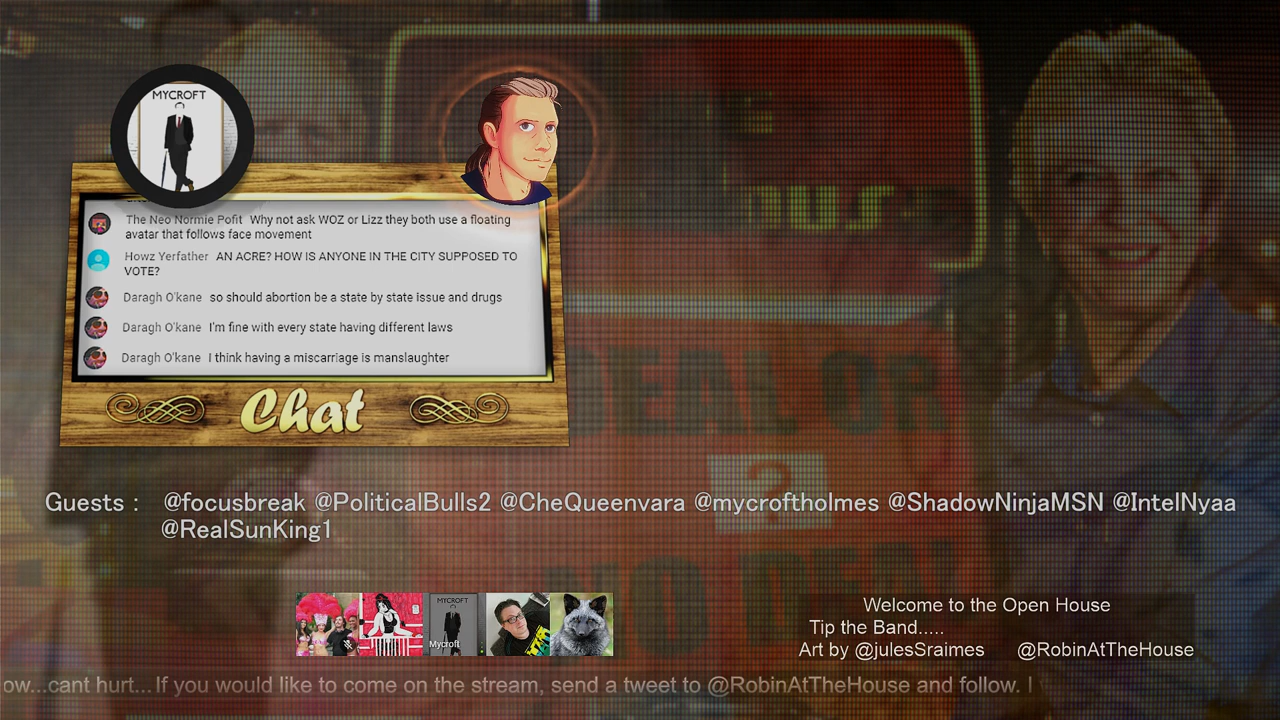 MYCROFT
The Neo Normie Pofit Why not ask WOZ or Lizz they both use a floating
avatar that follows face movement
Howz Yerfather AN ACRE? HOW IS ANYONE IN THE CITY SUPPOSED TO
VOTE?
Daragh O'kane so should abortion be a state by state issue and drugs
Daragh O'kane I'm fine with every state having different laws
Daragh O'kane I think having a miscarriage is manslaughter
Chat
DEAL OR
?
NO DEAL
Guests : @focusbreak @PoliticalBulls2 @CheQueenvara @mycroftholmes @ShadowNinjaMSN @IntelNyaa
@RealSunKing1
MYCROFT
Mycroft
Welcome to the Open House
Tip the Band.....
Art by @julesSraimes @RobinAtTheHouse
ow...cant hurt... If you would like to come on the stream, send a tweet to @RobinAtTheHouse and follow. I